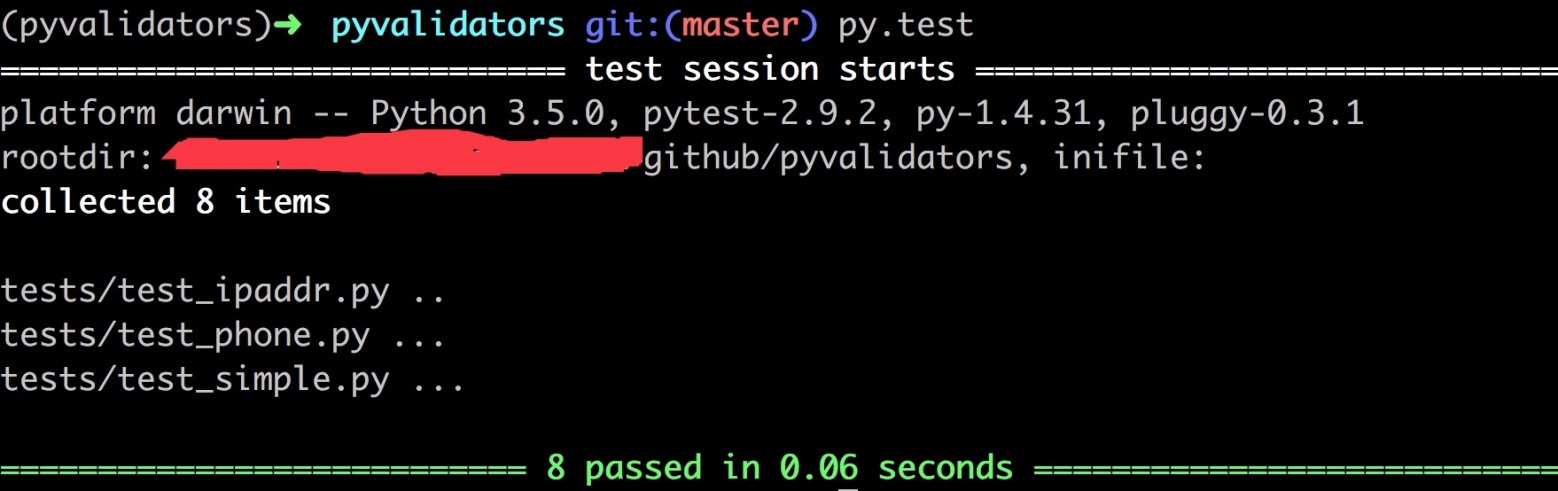 (pyvalidators)➜ pyvalidators git:(master) py.test
============================= test session starts ==============================
platform darwin -- Python 3.5.0, pytest-2.9.2, py-1.4.31, pluggy-0.3.1
rootdir: github/pyvalidators, inifile:
collected 8 items
tests/test_ipaddr.py ..
tests/test_phone.py ...
tests/test_simple.py ...
=========================== 8 passed in 0.06 seconds ===========================